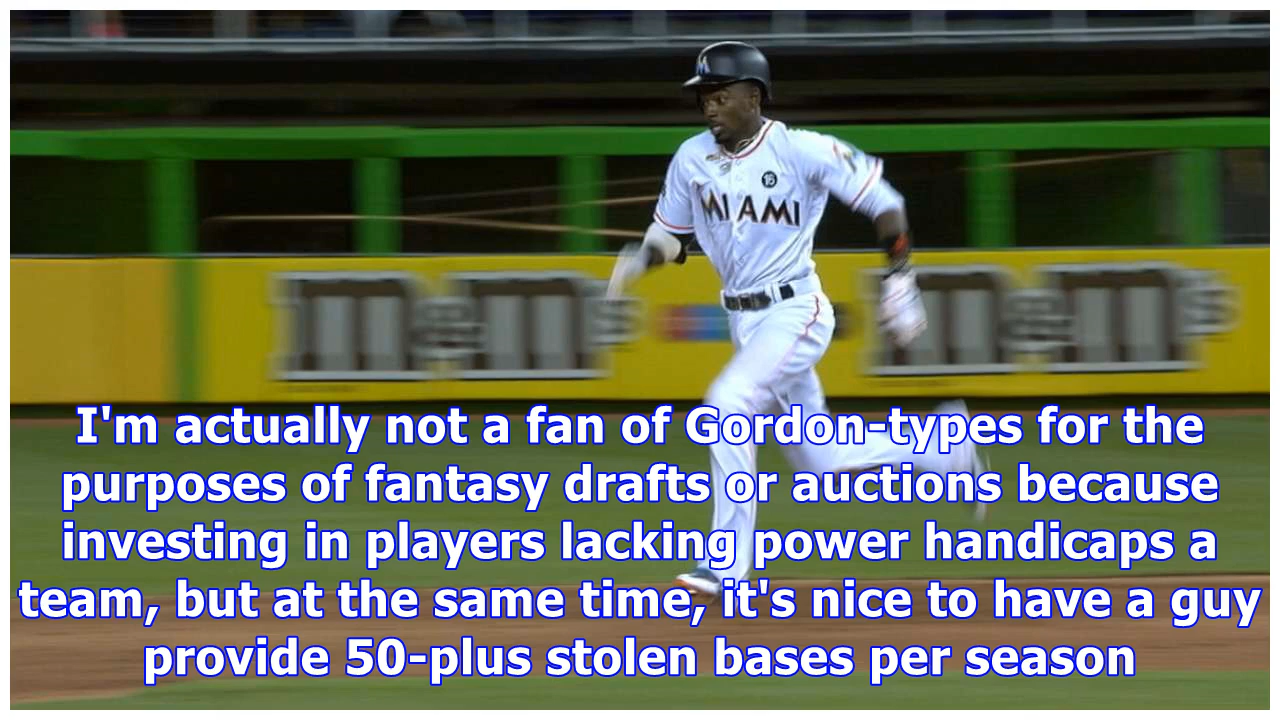 M
16
MIAMI
m&m's
m&m's
I'm actually not a fan of Gordon-types for the
purposes of fantasy drafts or auctions because
investing in players lacking power handicaps a
team, but at the same time, it's nice to have a guy
provide 50-plus stolen bases per season